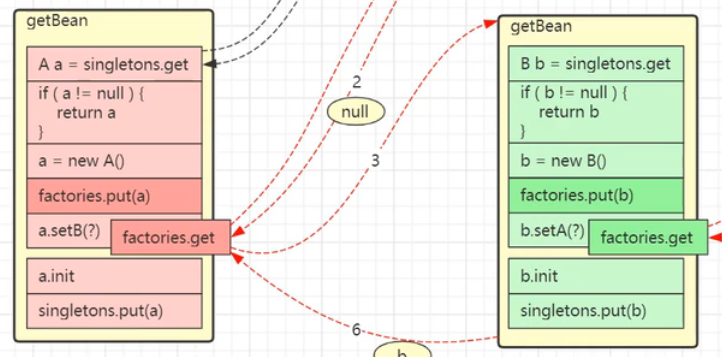 getBean
A a = singletons.get
if ( a != null ) {
return a
}
a = new A()
factories.put(a)
a.setB(?)
factories.get
a.init
singletons.put(a)
2
null
3
6
b
getBean
B b = singletons.get
if ( b != null ) {
return b
}
b = new B()
factories.put(b)
b.setA(?)
factories.get
b.init
singletons.put(b)